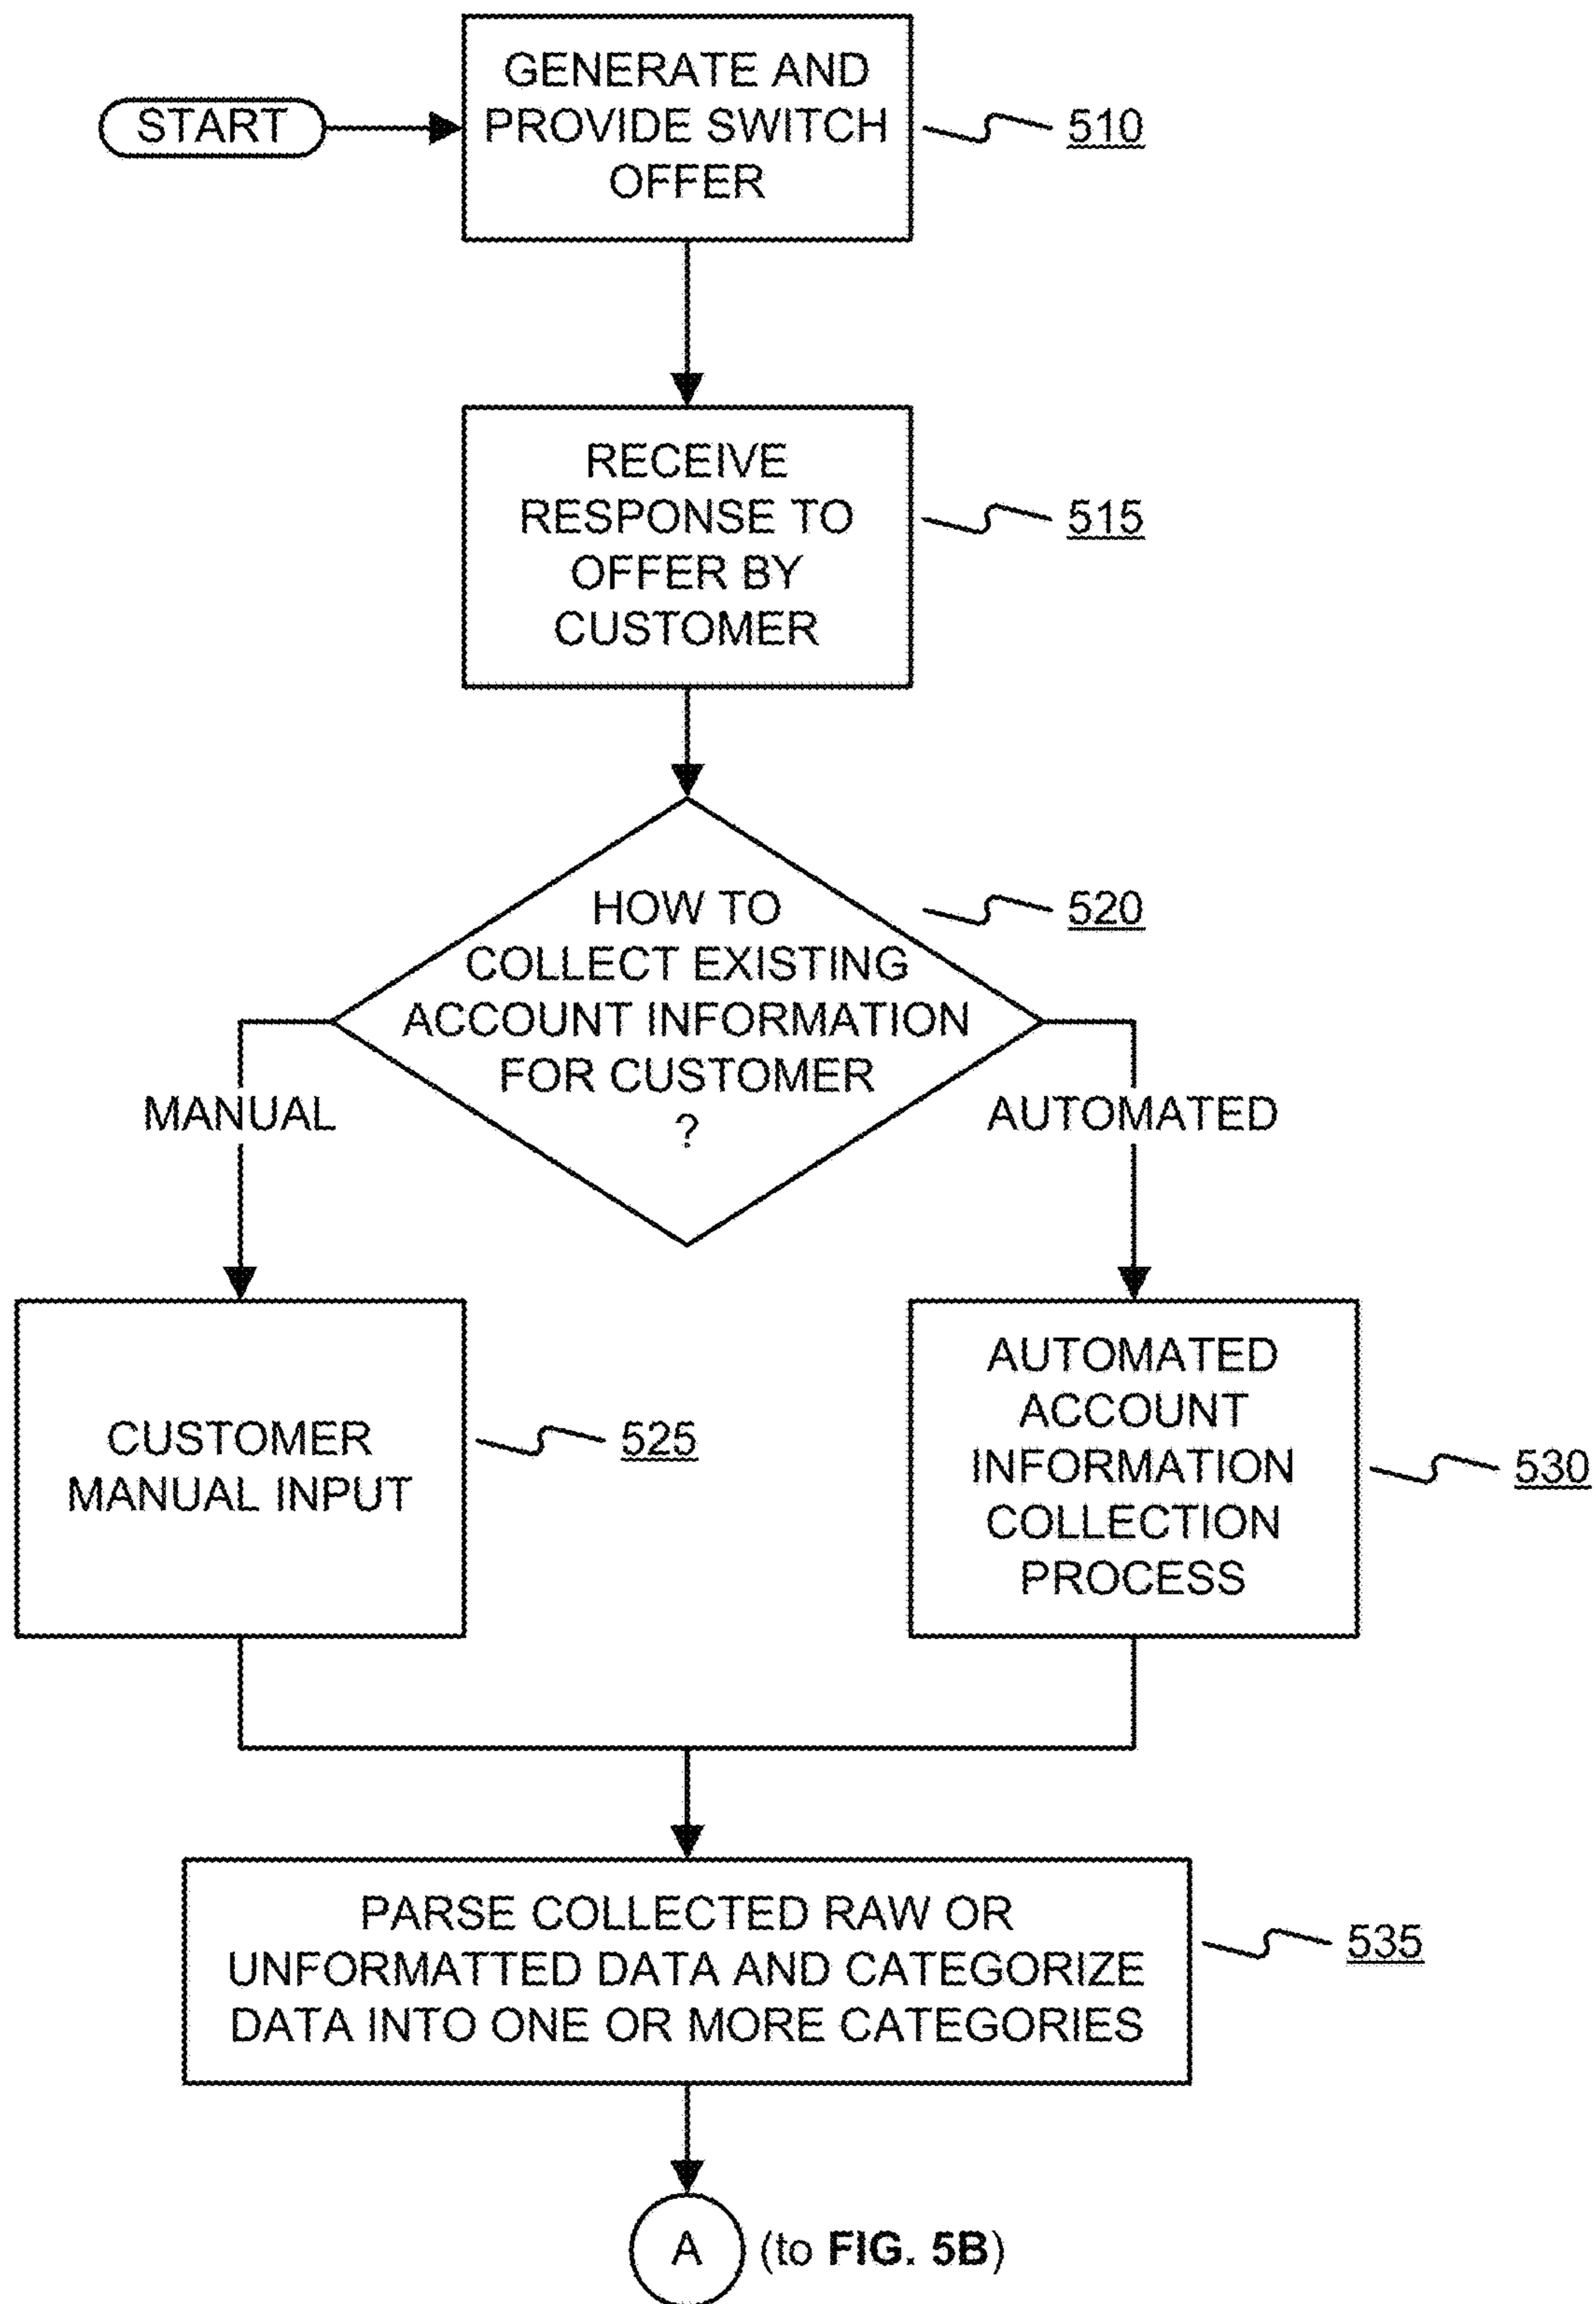 START
GENERATE AND
PROVIDE SWITCH
OFFER
510
RECEIVE
RESPONSE TO
OFFER BY
CUSTOMER
515
HOW TO
COLLECT EXISTING
ACCOUNT INFORMATION
FOR CUSTOMER
?
520
MANUAL
AUTOMATED
CUSTOMER
MANUAL INPUT
525
AUTOMATED
ACCOUNT
INFORMATION
COLLECTION
PROCESS
530
PARSE COLLECTED RAW OR
UNFORMATTED DATA AND CATEGORIZE
DATA INTO ONE OR MORE CATEGORIES
535
A (to FIG. 5B)